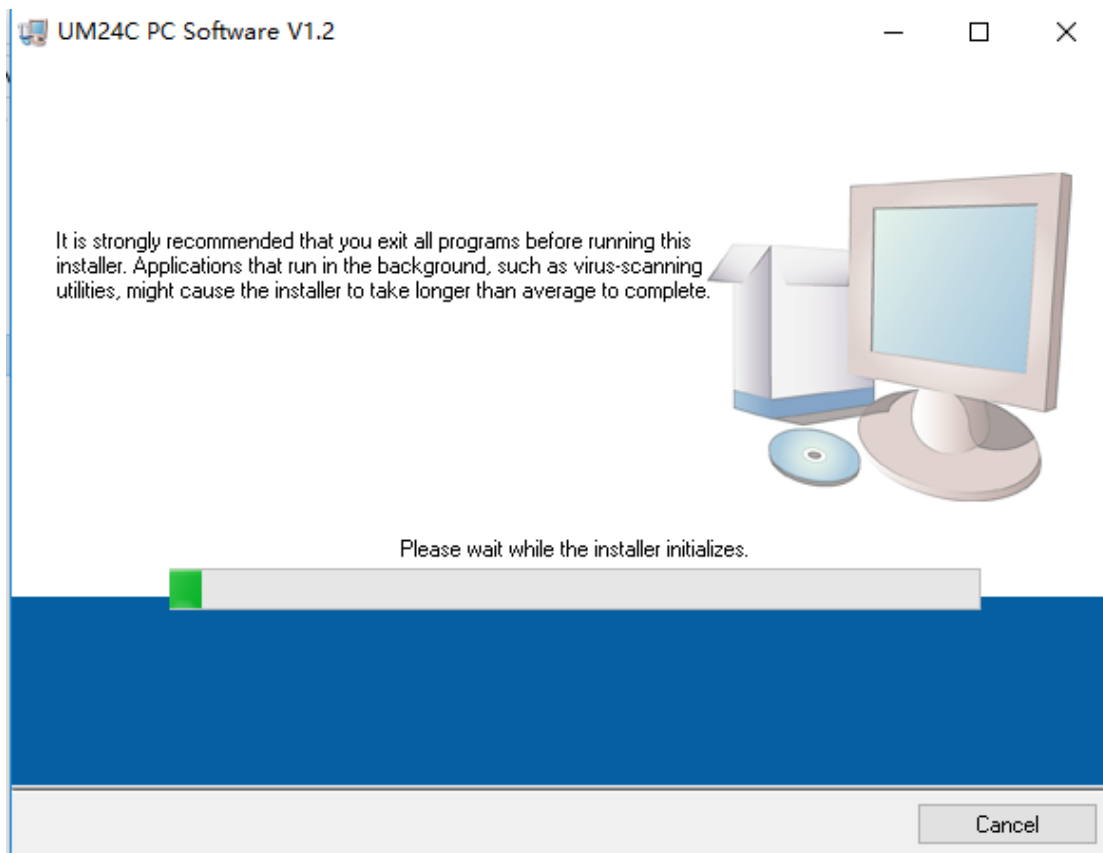 UM24C PC Software V1.2
It is strongly recommended that you exit all programs before running this
installer. Applications that run in the background, such as virus-scanning
utilities, might cause the installer to take longer than average to complete.
Please wait while the installer initializes.
Cancel